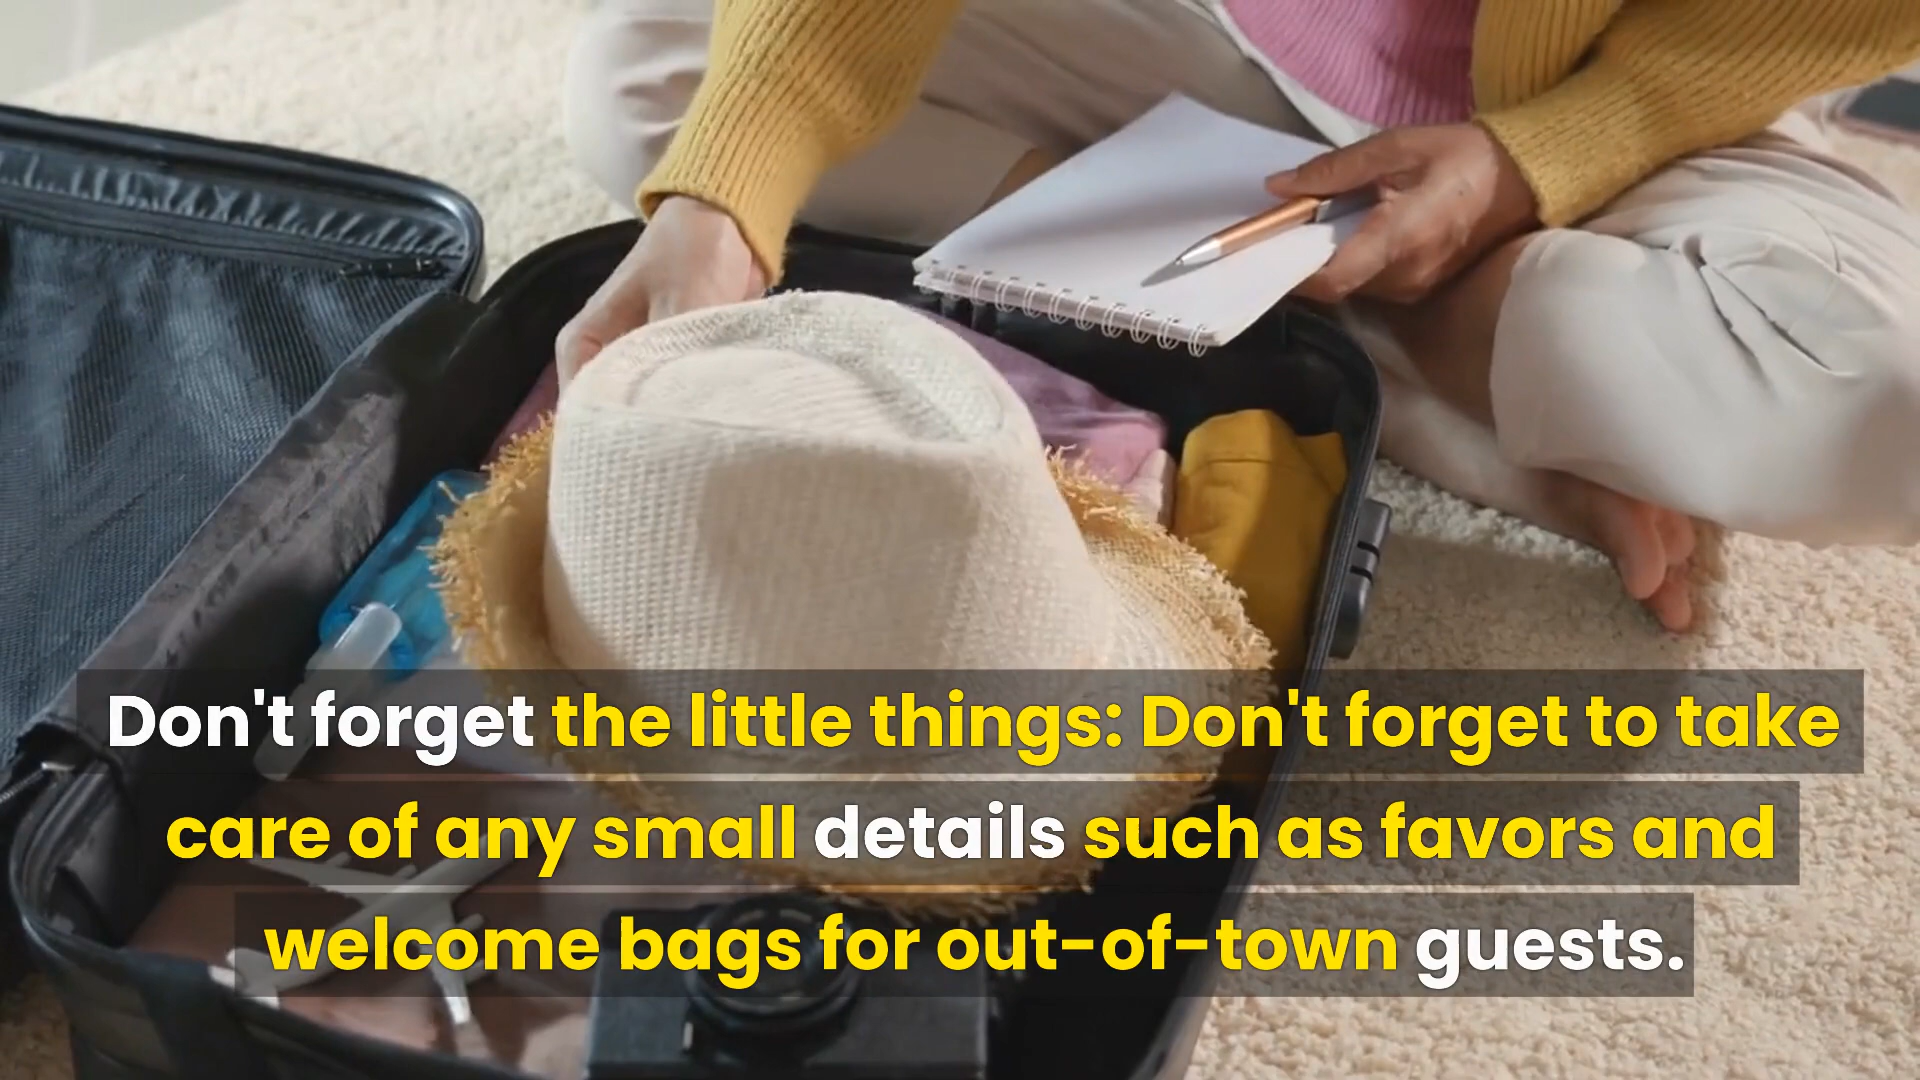 Don't forget the little things: Don't forget to take
care of any small details such as favors and
welcome bags for out-of-town guests.